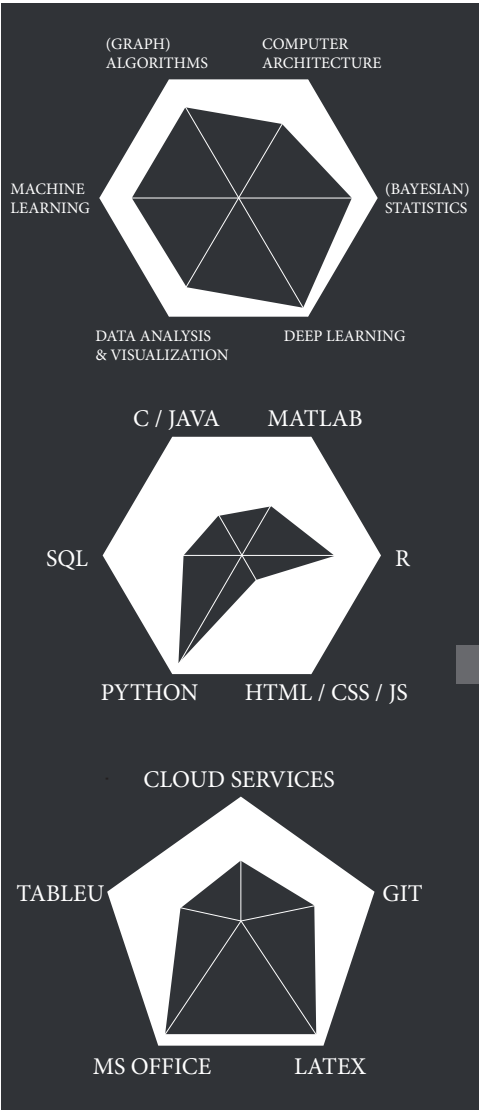 (GRAPH)
ALGORITHMS
COMPUTER
ARCHITECTURE
MACHINE
LEARNING
(BAYESIAN)
STATISTICS
DATA ANALYSIS
& VISUALIZATION
DEEP LEARNING
C / JAVA
MATLAB
SQL
R
PYTHON
HTML / CSS / JS
CLOUD SERVICES
TABLEU
GIT
MS OFFICE
LATEX